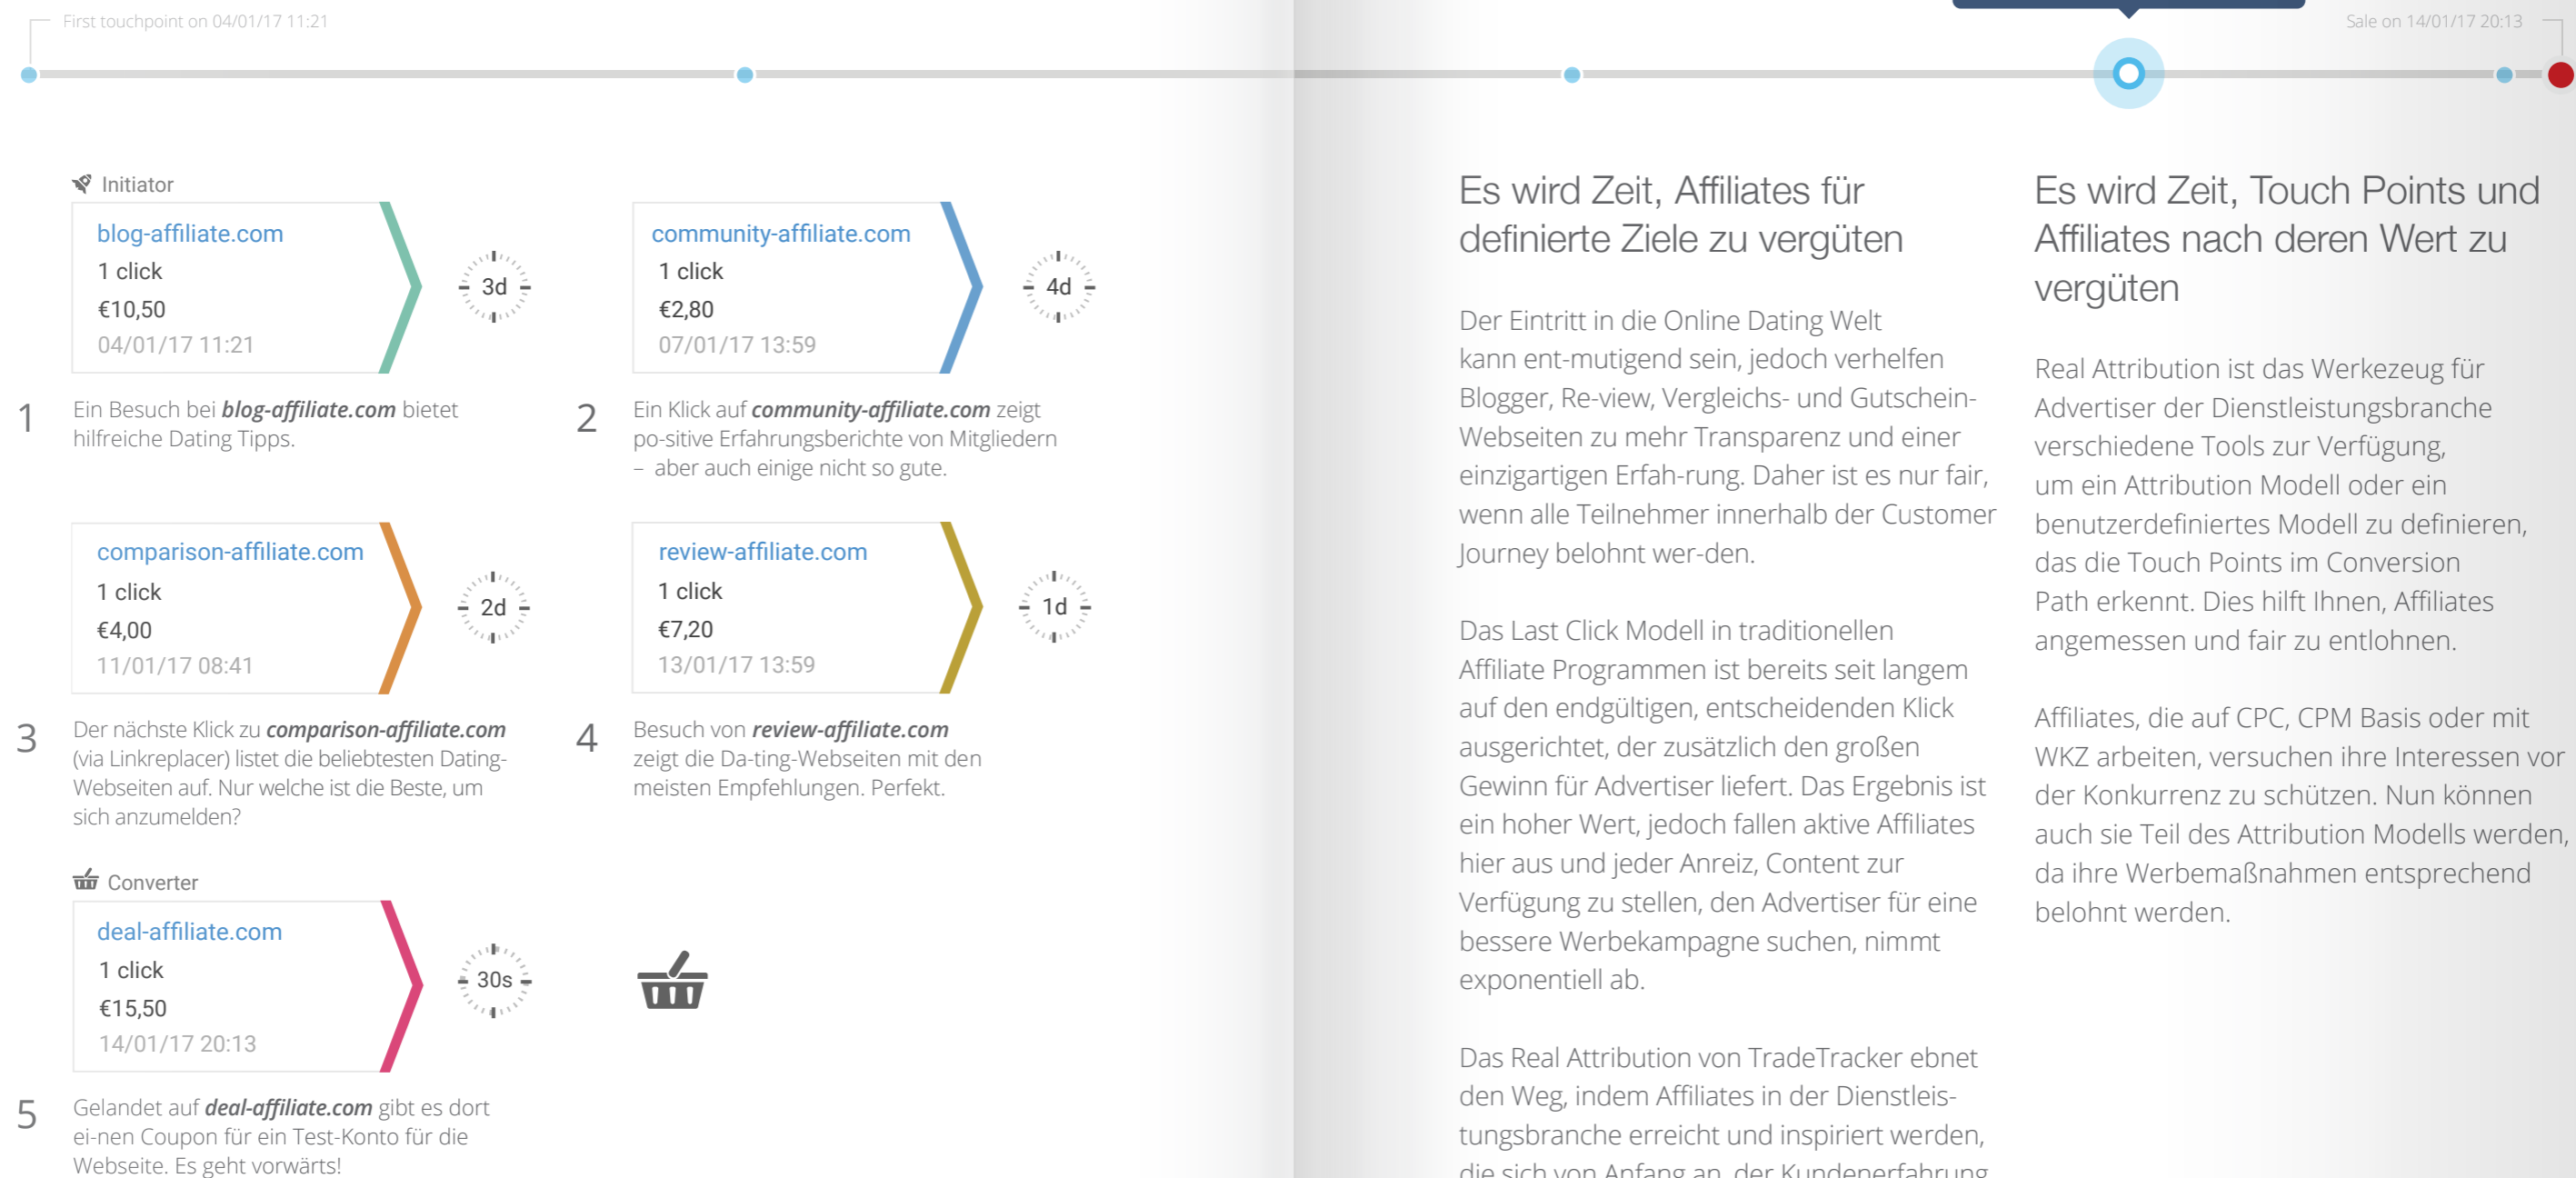 First touchpoint on 04/01/17 11:21
Sale on 14/01/17 20:13
Initiator
blog-affiliate.com
1 click
€10,50
04/01/17 11:21
3d
1
Ein Besuch bei blog-affiliate.com bietet
hilfreiche Dating Tipps.
community-affiliate.com
1 click
€2,80
07/01/17 13:59
4d
2
Ein Klick auf community-affiliate.com zeigt
po-sitive Erfahrungsberichte von Mitgliedern
– aber auch einige nicht so gute.
comparison-affiliate.com
1 click
€4,00
11/01/17 08:41
2d
3
Der nächste Klick zu comparison-affiliate.com
(via Linkreplacer) listet die beliebtesten Dating-
Webseiten auf. Nur welche ist die Beste, um
sich anzumelden?
review-affiliate.com
1 click
€7,20
13/01/17 13:59
1d
4
Besuch von review-affiliate.com
zeigt die Da-ting-Webseiten mit den
meisten Empfehlungen. Perfekt.
Converter
deal-affiliate.com
1 click
€15,50
14/01/17 20:13
30s
5
Gelandet auf deal-affiliate.com gibt es dort
ei-nen Coupon für ein Test-Konto für die
Webseite. Es geht vorwärts!
Es wird Zeit, Affiliates für
definierte Ziele zu vergüten
Der Eintritt in die Online Dating Welt
kann ent-mutigend sein, jedoch verhelfen
Blogger, Re-view, Vergleichs- und Gutschein-
Webseiten zu mehr Transparenz und einer
einzigartigen Erfah-rung. Daher ist es nur fair,
wenn alle Teilnehmer innerhalb der Customer
Journey belohnt wer-den.
Das Last Click Modell in traditionellen
Affiliate Programmen ist bereits seit langem
auf den endgültigen, entscheidenden Klick
ausgerichtet, der zusätzlich den großen
Gewinn für Advertiser liefert. Das Ergebnis ist
ein hoher Wert, jedoch fallen aktive Affiliates
hier aus und jeder Anreiz, Content zur
Verfügung zu stellen, den Advertiser für eine
bessere Werbekampagne suchen, nimmt
exponentiell ab.
Das Real Attribution von TradeTracker ebnet
den Weg, indem Affiliates in der Dienstleis-
tungsbranche erreicht und inspiriert werden,
die sich von Anfang an, der Kundenerfahrung
Es wird Zeit, Touch Points und
Affiliates nach deren Wert zu
vergüten
Real Attribution ist das Werkezeug für
Advertiser der Dienstleistungsbranche
verschiedene Tools zur Verfügung,
um ein Attribution Modell oder ein
benutzerdefiniertes Modell zu definieren,
das die Touch Points im Conversion
Path erkennt. Dies hilft Ihnen, Affiliates
angemessen und fair zu entlohnen.
Affiliates, die auf CPC, CPM Basis oder mit
WKZ arbeiten, versuchen ihre Interessen vor
der Konkurrenz zu schützen. Nun können
auch sie Teil des Attribution Modells werden,
da ihre Werbemaßnahmen entsprechend
belohnt werden.